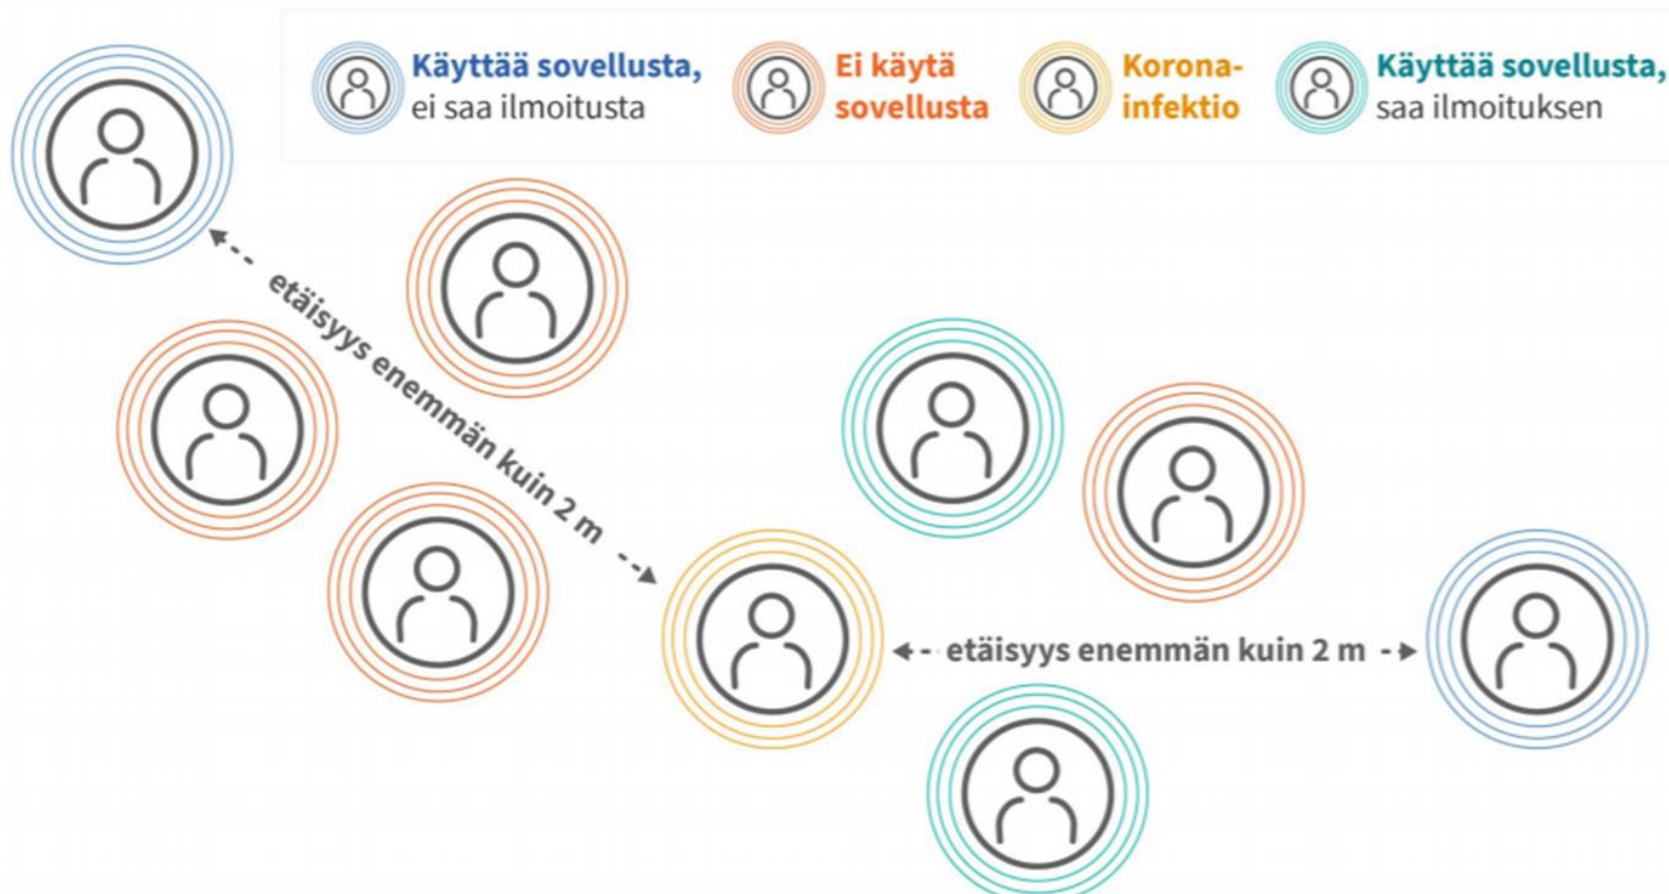 Käyttää sovellusta,
ei saa ilmoitusta
Ei käytä
sovellusta
Korona-
infektio
Käyttää sovellusta,
saa ilmoituksen
etäisyys enemmän kuin 2 m
etäisyys enemmän kuin 2 m